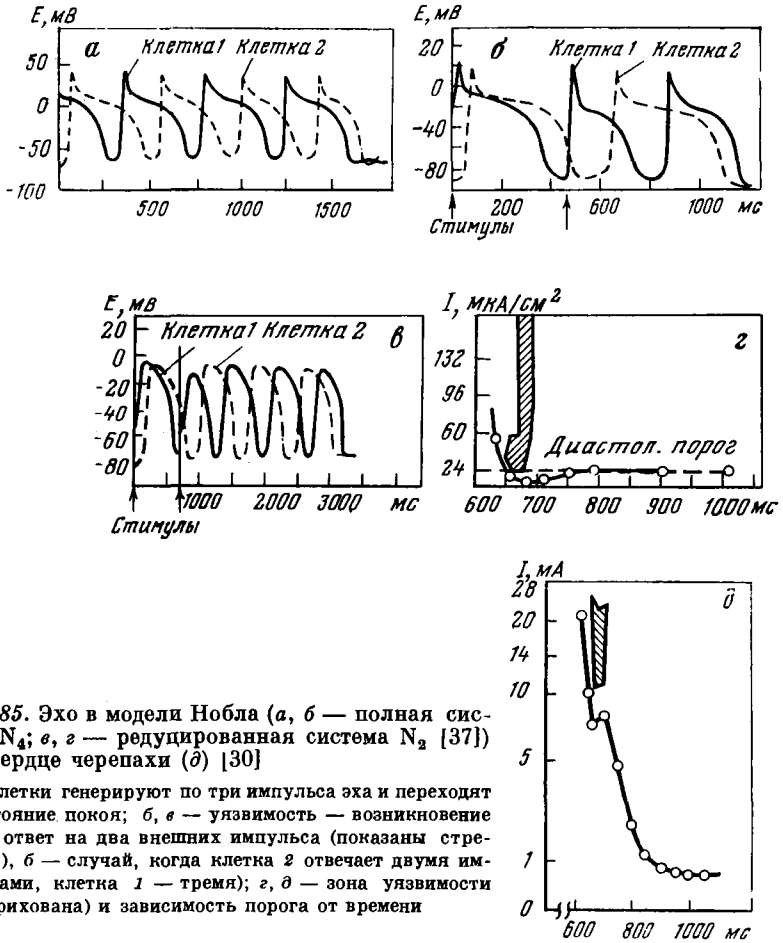 E, мВ
а
Клетка 1 Клетка 2
50
0
-50
-100
500 1000 1500
E, мВ
б
Клетка 1 Клетка 2
20
0
-40
-80
200 600 1000 мс
Стимулы
E, мВ
в
Клетка 1 Клетка 2
20
0
-20
-40
-60
-80
1000 2000 3000 мс
Стимулы
I, мкА/см²
г
132
96
60
24
Диастол. порог
600 700 800 900 1000 мс
I, мА
д
28
20
14
10
5
1
0
600 800 1000 мс
85. Эхо в модели Нобла (а, б — полная сис-
N₄; в, г — редуцированная система N₂ [37])
ердце черепахи (д) [30]
летки генерируют по три импульса эха и переходят
тояние покоя; б, в — уязвимость — возникновение
ответ на два внешних импульса (показаны стре-
), б — случай, когда клетка 2 отвечает двумя им-
ами, клетка 1 — тремя); г, д — зона уязвимости
рихована) и зависимость порога от времени